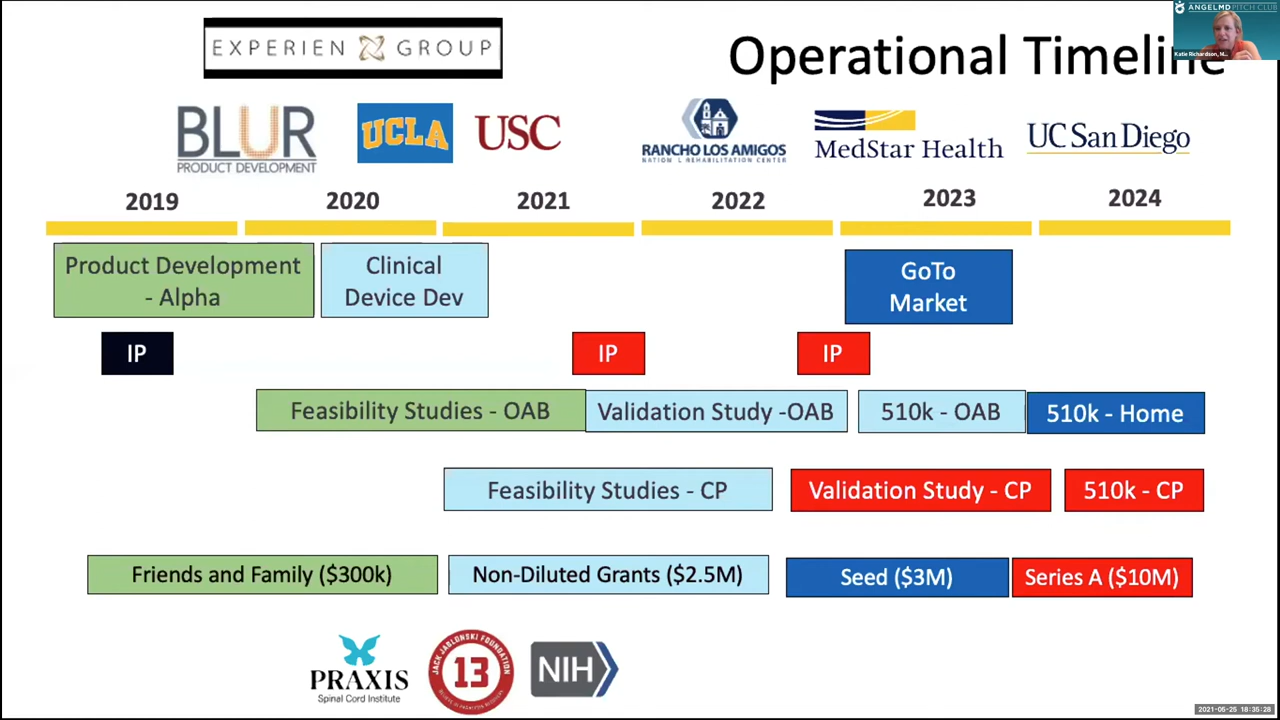 ANGELMD PITCH CLUB
Katie Richardson, M...
EXPERIEN GROUP
Operational Timeline
BLUR
PRODUCT DEVELOPMENT
UCLA
USC
RANCHO LOS AMIGOS
NATION L REHABILITATION CENTER
MedStar Health
UC San Diego
2019
2020
2021
2022
2023
2024
Product Development
- Alpha
Clinical
Device Dev
GoTo
Market
IP
IP
IP
Feasibility Studies - OAB
Validation Study -OAB
510k - OAB
510k - Home
Feasibility Studies - CP
Validation Study - CP
510k - CP
Friends and Family ($300k)
Non-Diluted Grants ($2.5M)
Seed ($3M)
Series A ($10M)
PRAXIS
Spinal Cord Institute
JACK JABLONSKI FOUNDATION
13
NIH
2021-05-25 18:35:28